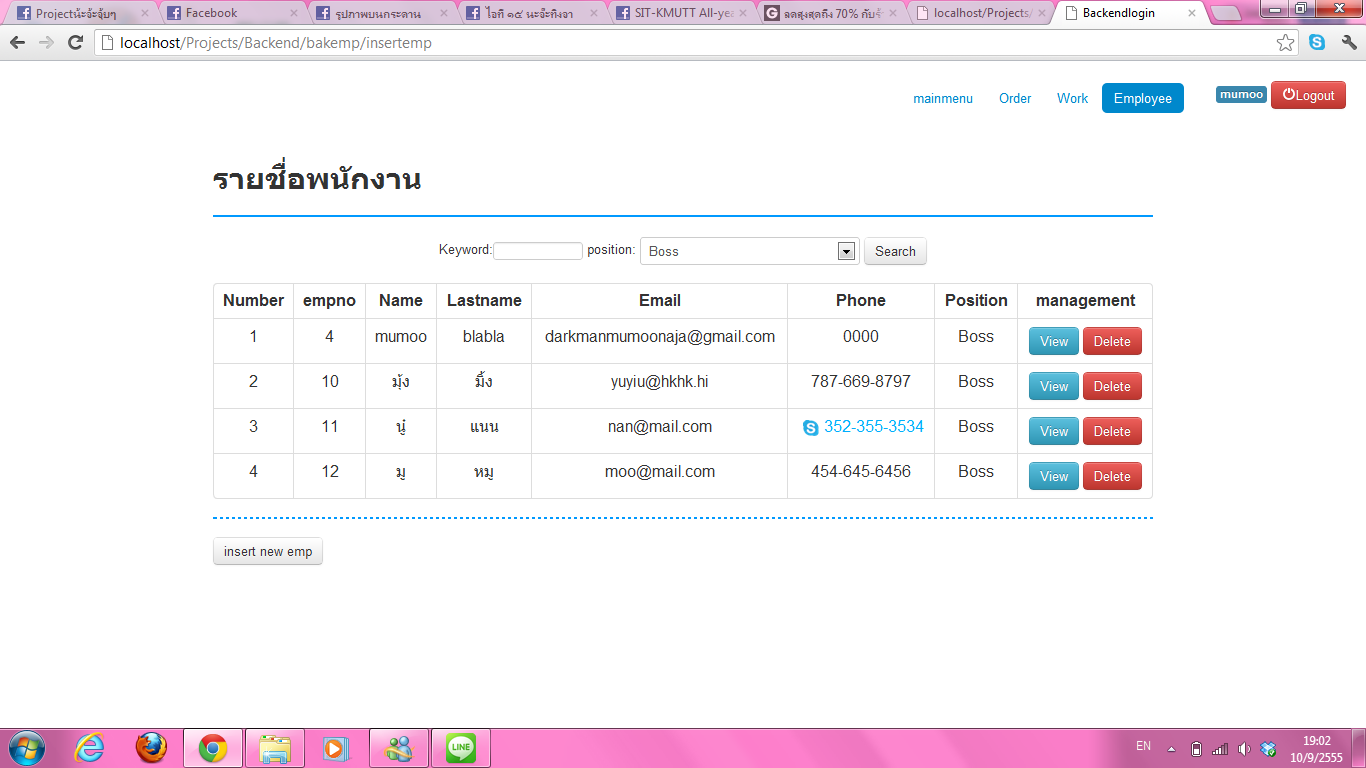 Projectน้ะจ้ะจุ้บๆ Facebook รูปภาพบนกระดาน ไอที ๑๔ นะจ๊ะทิงจา SIT-KMUTT All-yea ลดสูงสุดถึง 70% กับร้ localhost/Projects/ Backendlogin
localhost/Projects/Backend/bakemp/insertemp
mainmenu Order Work Employee mumoo Logout
รายชื่อพนักงาน
Keyword: position: Boss Search
Number empno Name Lastname Email Phone Position management
1 4 mumoo blabla darkmanmumoonaja@gmail.com 0000 Boss View Delete
2 10 มุ้ง มิ้ง yuyiu@hkhk.hi 787-669-8797 Boss View Delete
3 11 นู๋ แนน nan@mail.com 352-355-3534 Boss View Delete
4 12 มู หมู moo@mail.com 454-645-6456 Boss View Delete
insert new emp
LINE EN 19:02
10/9/2555